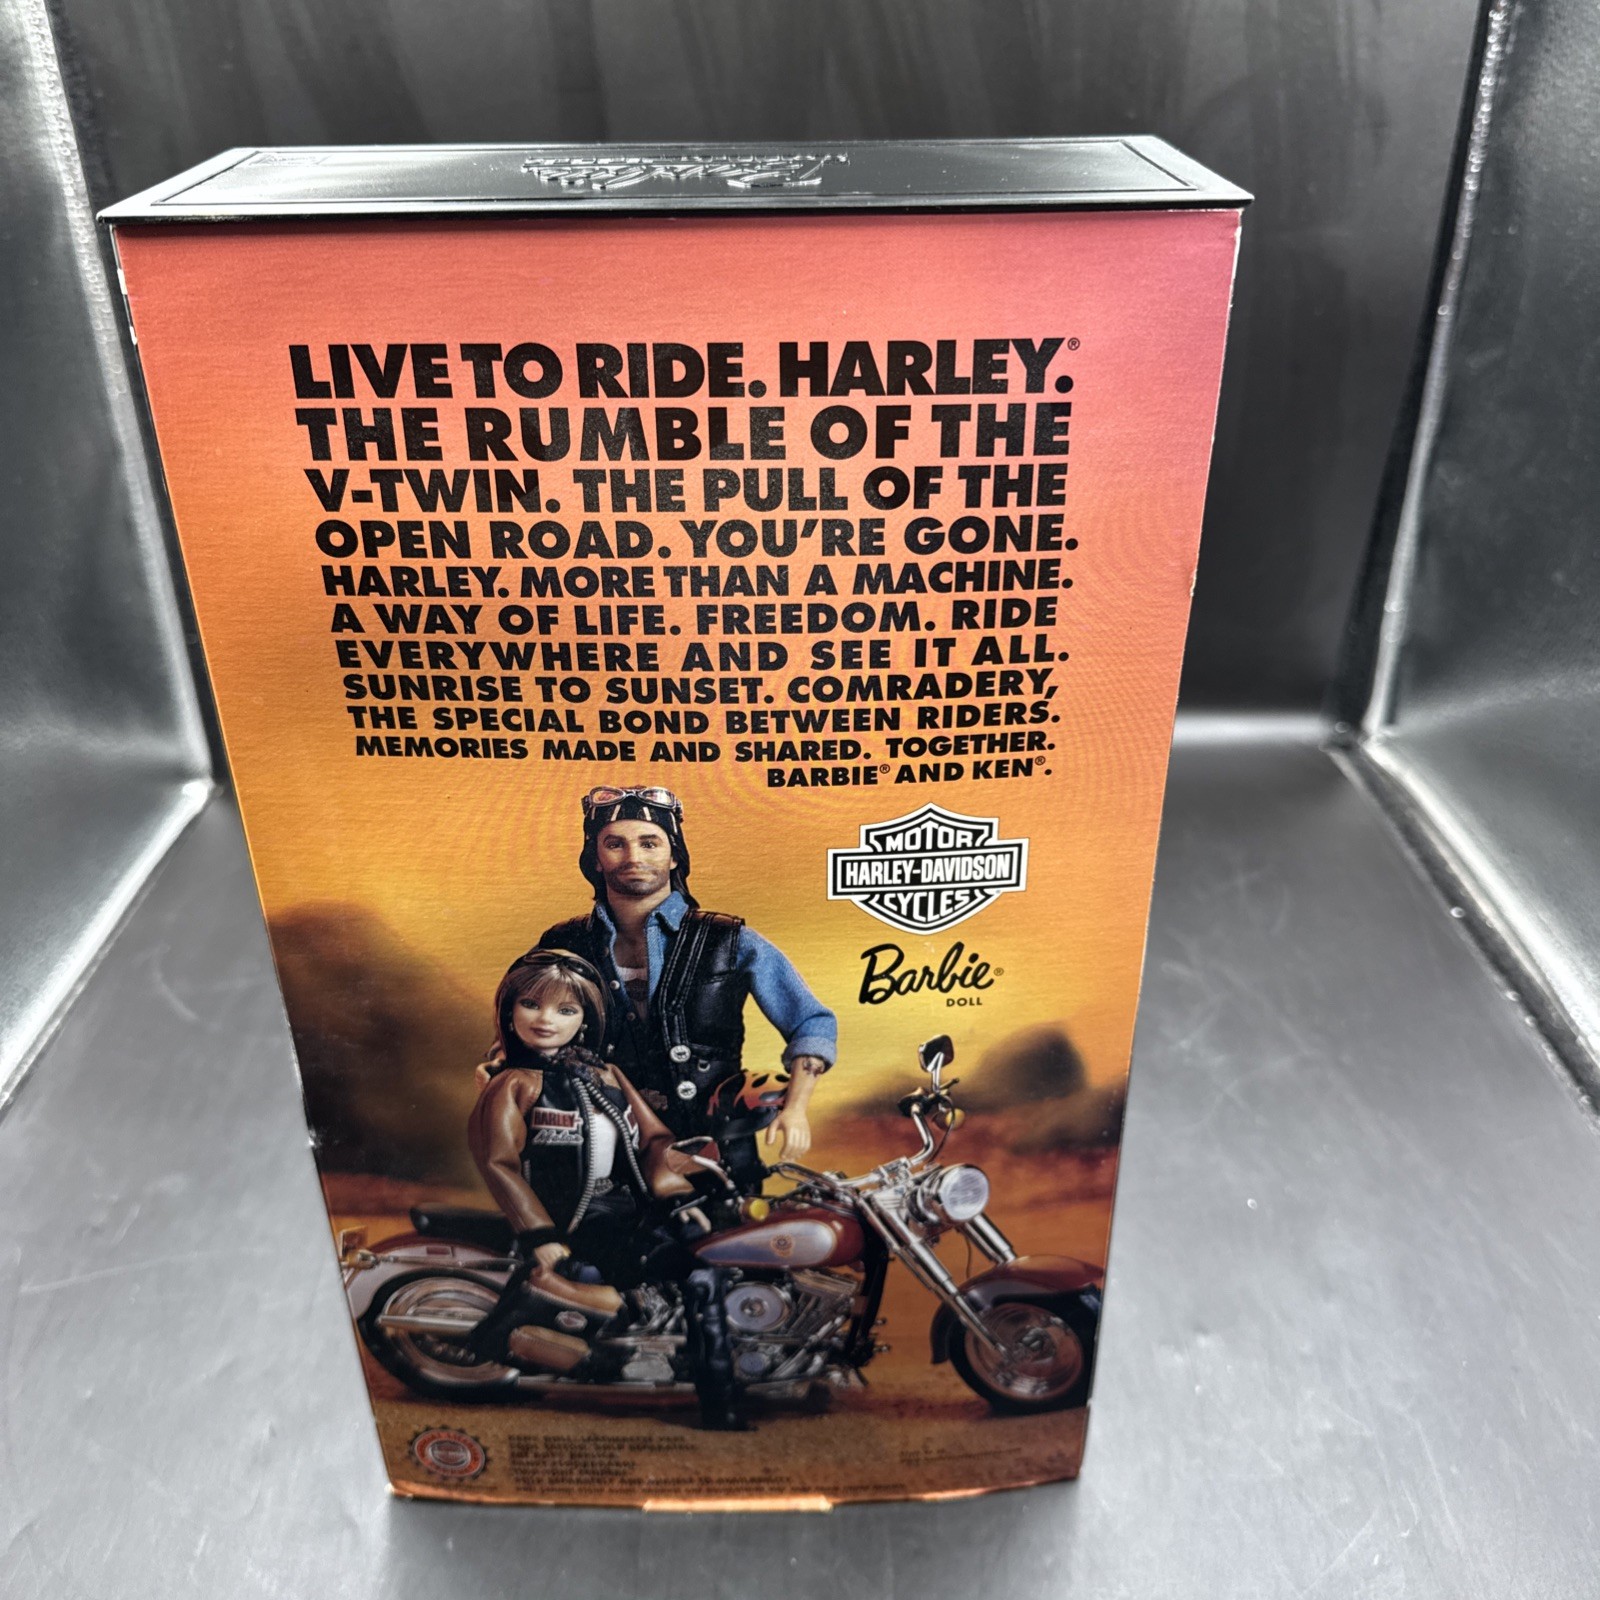 LIVE TO RIDE. HARLEY.®
THE RUMBLE OF THE
V-TWIN. THE PULL OF THE
OPEN ROAD. YOU'RE GONE.
HARLEY. MORE THAN A MACHINE.
A WAY OF LIFE. FREEDOM. RIDE
EVERYWHERE AND SEE IT ALL.
SUNRISE TO SUNSET. COMRADERY,
THE SPECIAL BOND BETWEEN RIDERS.
MEMORIES MADE AND SHARED. TOGETHER.
BARBIE® AND KEN®.
MOTOR
HARLEY-DAVIDSON
CYCLES
Barbie®
DOLL
HARLEY